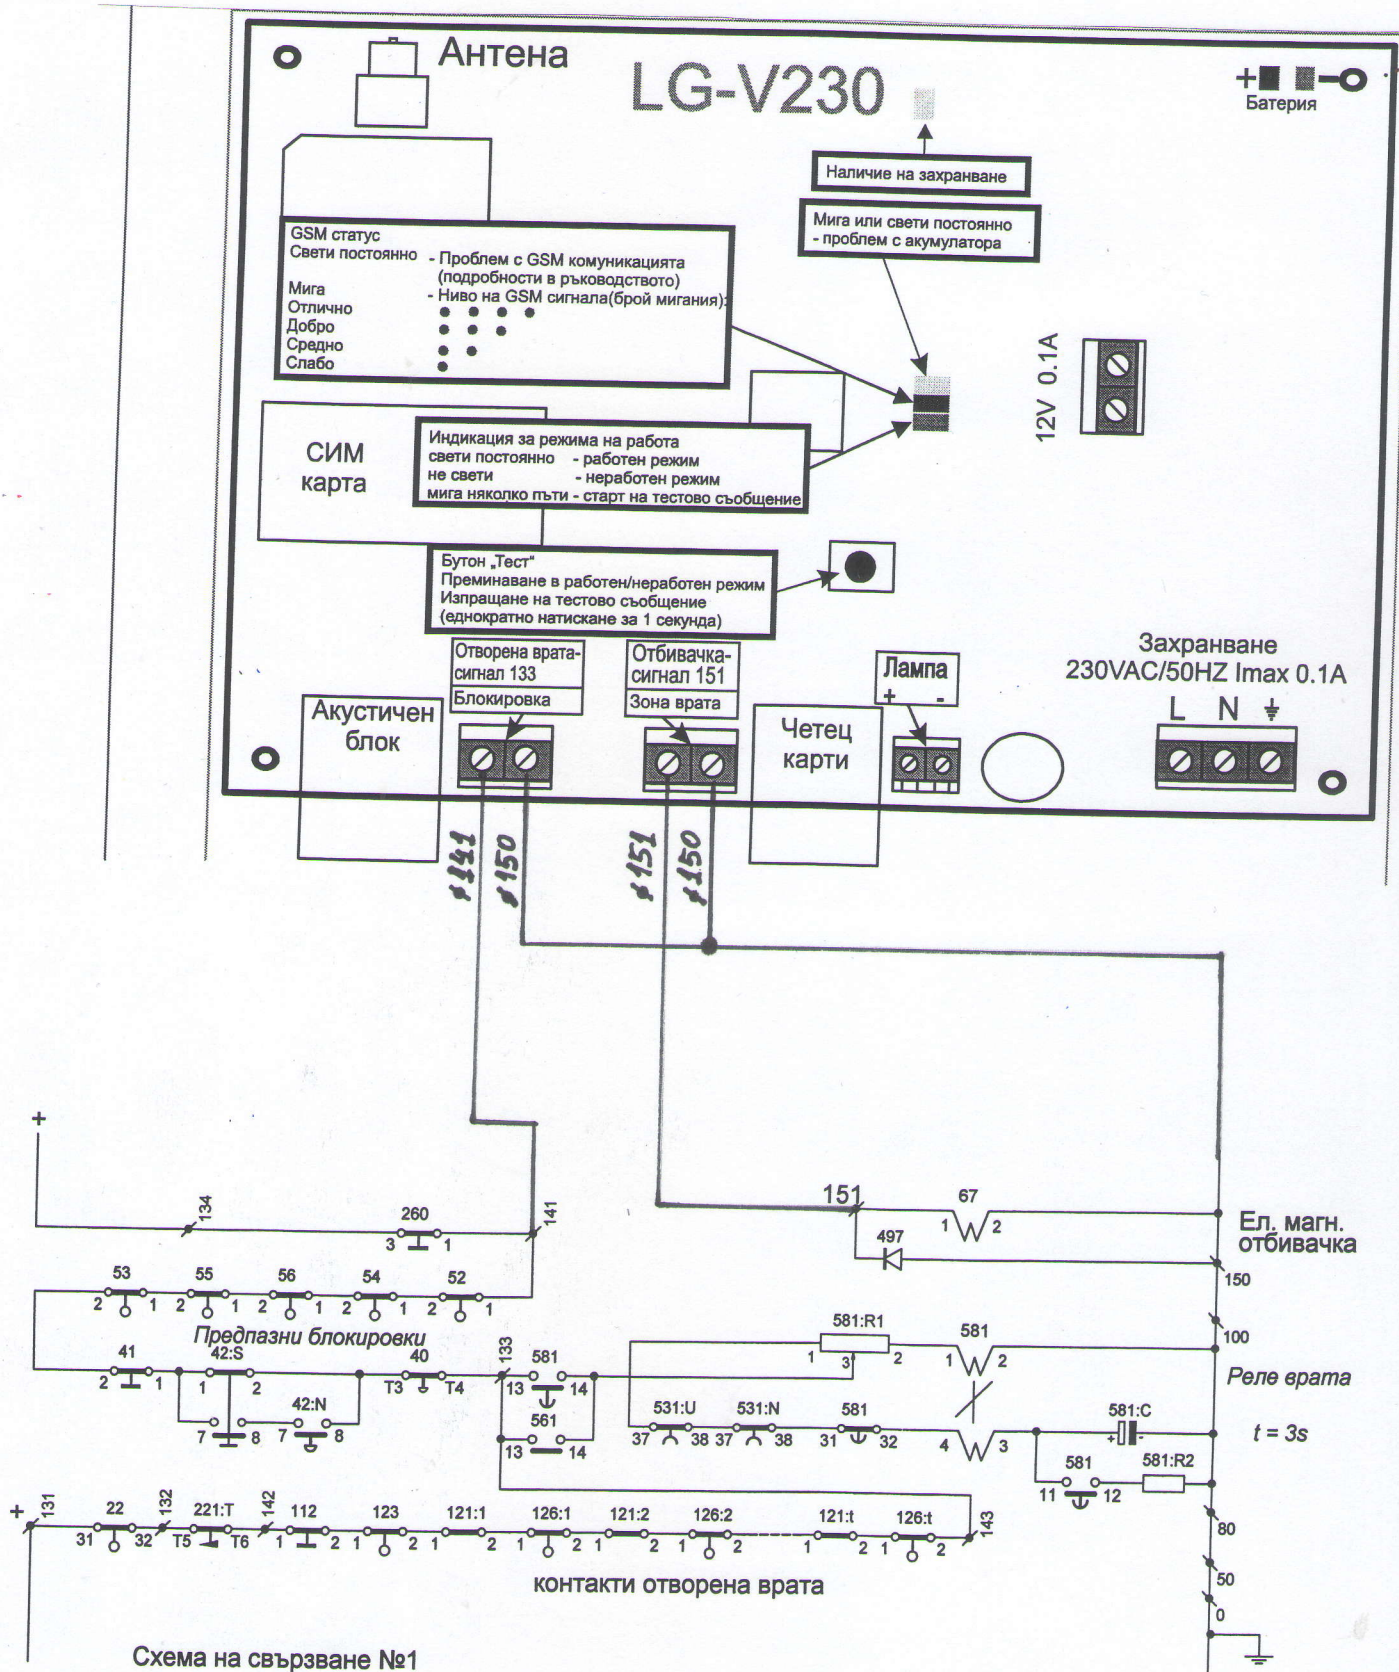 Антена
LG-V230
+ -
Батерия
Наличие на захранване
Мига или свети постоянно
- проблем с акумулатора
GSM статус
Свети постоянно - Проблем с GSM комуникацията
(подробности в ръководството)
Мига - Ниво на GSM сигнала(брой мигания):
Отлично
Добро
Средно
Слабо
12V 0.1A
СИМ
карта
Индикация за режима на работа
свети постоянно - работен режим
не свети - неработен режим
мига няколко пъти - старт на тестово съобщение
Бутон „Тест"
Преминаване в работен/неработен режим
Изпращане на тестово съобщение
(еднократно натискане за 1 секунда)
Отворена врата-
сигнал 133
Блокировка
Отбивачка-
сигнал 151
Зона врата
Лампа
+ -
Захранване
230VAC/50HZ Imax 0.1A
L N
Акустичен
блок
Четец
карти
141 150 151 150
+
134 260 141
3 1
151 67
1 2
497
Ел. магн.
отбивачка
150
53 55 56 54 52
2 1 2 1 2 1 2 1 2 1
Предпазни блокировки
581:R1 581
1 3 2 1 2
100
41 42:S 40 133 581
2 1 1 2 T3 T4 13 14
Реле врата
42:N
7 8 7 8
561
13 14
531:U 531:N 581
37 38 37 38 31 32 4 3
581:C
+ -
t = 3s
581 581:R2
11 12
+ 131 22 132 221:T 142 112 123 121:1 126:1 121:2 126:2 121:t 126:t 143
31 32 T5 T6 1 2 1 2 1 2 1 2 1 2 1 2 1 2 1 2
80
50
0
контакти отворена врата
Схема на свързване №1